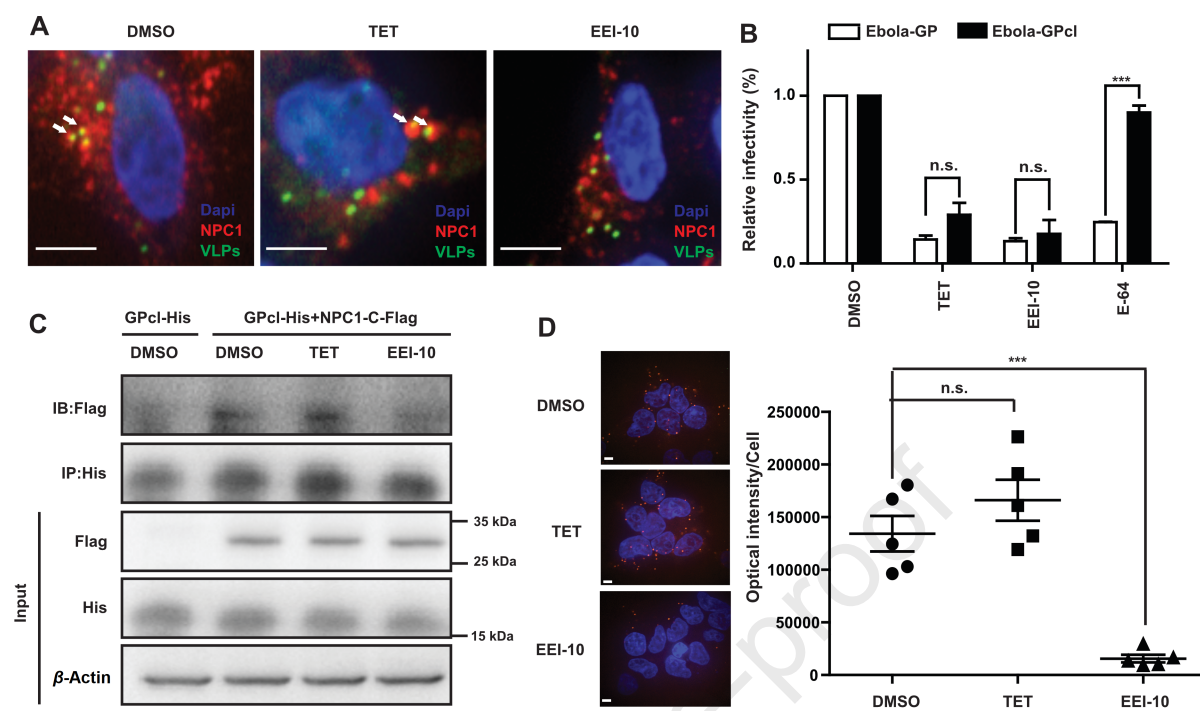 A
DMSO TET EEI-10
Dapi
NPC1
VLPs
Dapi
NPC1
VLPs
Dapi
NPC1
VLPs
B
Ebola-GP Ebola-GPcl
Relative infectivity (%)
1.0
0.5
0.0
n.s. n.s. ***
DMSO TET EEI-10 E-64
C
GPcl-His GPcl-His+NPC1-C-Flag
DMSO DMSO TET EEI-10
IB:Flag
IP:His
Input
Flag
35 kDa
25 kDa
His
15 kDa
β-Actin
D
DMSO
TET
EEI-10
***
n.s.
Optical intensity/Cell
250000
200000
150000
100000
50000
0
DMSO TET EEI-10
-proof